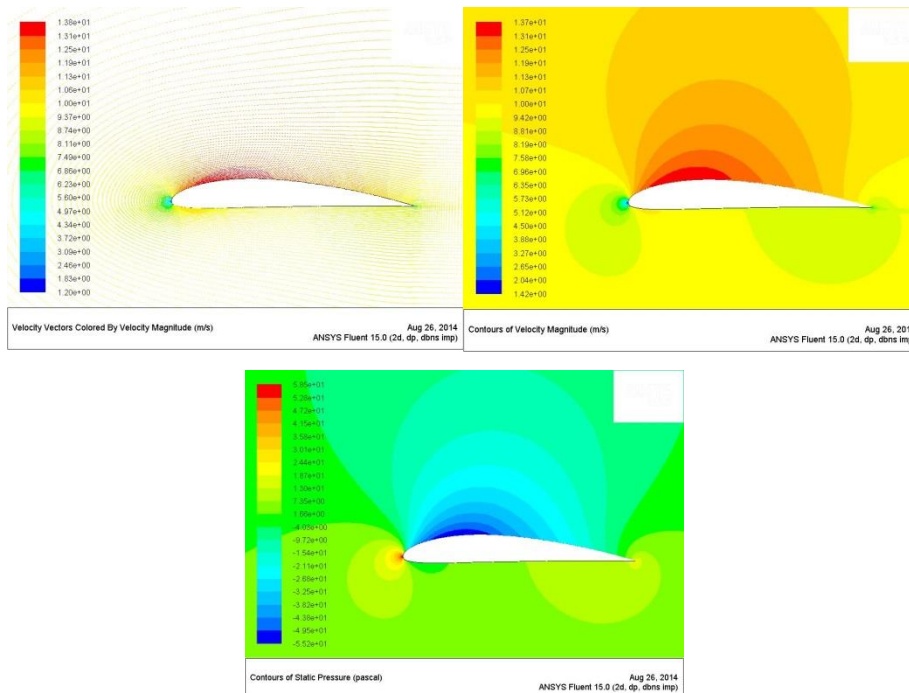 1.38e+01
1.31e+01
1.25e+01
1.19e+01
1.13e+01
1.06e+01
1.00e+01
9.37e+00
8.74e+00
8.11e+00
7.49e+00
6.86e+00
6.23e+00
5.60e+00
4.97e+00
4.34e+00
3.72e+00
3.09e+00
2.46e+00
1.83e+00
1.20e+00
Velocity Vectors Colored By Velocity Magnitude (m/s)
Aug 26, 2014
ANSYS Fluent 15.0 (2d, dp, dbns imp)
1.37e+01
1.31e+01
1.25e+01
1.19e+01
1.13e+01
1.07e+01
1.00e+01
9.42e+00
8.81e+00
8.19e+00
7.58e+00
6.96e+00
6.35e+00
5.73e+00
5.12e+00
4.50e+00
3.88e+00
3.27e+00
2.65e+00
2.04e+00
1.42e+00
Contours of Velocity Magnitude (m/s)
Aug 26, 2014
ANSYS Fluent 15.0 (2d, dp, dbns imp
5.85e+01
5.28e+01
4.72e+01
4.15e+01
3.58e+01
3.01e+01
2.44e+01
1.87e+01
1.30e+01
7.35e+00
-4.03e+00
-9.72e+00
-1.54e+01
-2.11e+01
-2.68e+01
-3.25e+01
-3.82e+01
-4.38e+01
-4.95e+01
-5.52e+01
Contours of Static Pressure (pascal)
Aug 26, 2014
ANSYS Fluent 15.0 (2d, dp, dbns imp)